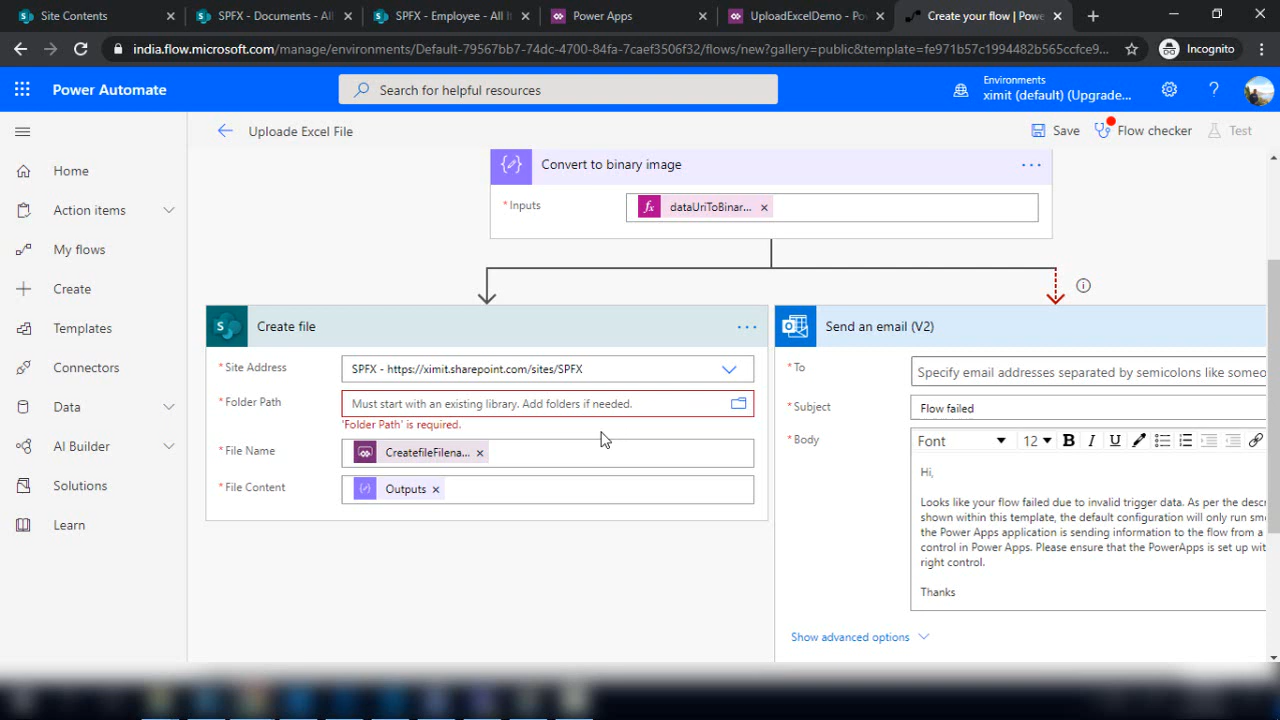 Site Contents
SPFX - Documents - All
SPFX - Employee - All It
Power Apps
UploadExcelDemo - Po
Create your flow | Powe
india.flow.microsoft.com/manage/environments/Default-79567bb7-74dc-4700-84fa-7caef3506f32/flows/new?gallery=public&template=fe971b57c1994482b565ccfce9...
Incognito
Power Automate
Search for helpful resources
Environments
ximit (default) (Upgrade...
Uploade Excel File
Save
Flow checker
Test
Home
Action items
My flows
Create
Templates
Connectors
Data
AI Builder
Solutions
Learn
Convert to binary image
* Inputs
fx dataUriToBinar... ×
Create file
* Site Address
SPFX - https://ximit.sharepoint.com/sites/SPFX
* Folder Path
Must start with an existing library. Add folders if needed.
'Folder Path' is required.
* File Name
CreatefileFilena... ×
* File Content
Outputs ×
Send an email (V2)
* To
Specify email addresses separated by semicolons like someo
* Subject
Flow failed
* Body
Font
12
B I U
Hi,
Looks like your flow failed due to invalid trigger data. As per the descr
shown within this template, the default configuration will only run smo
the Power Apps application is sending information to the flow from a
control in Power Apps. Please ensure that the PowerApps is set up wit
right control.
Thanks
Show advanced options